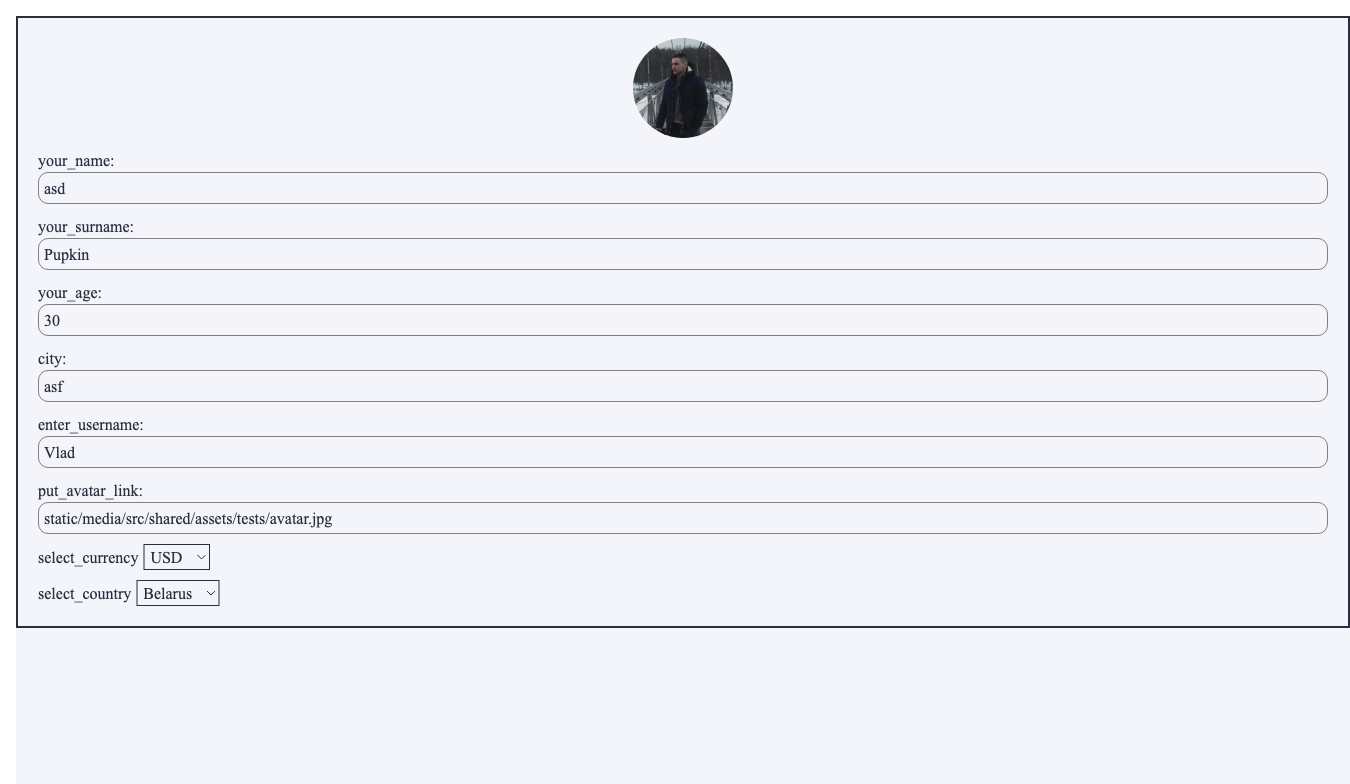 your_name:
asd
your_surname:
Pupkin
your_age:
30
city:
asf
enter_username:
Vlad
put_avatar_link:
static/media/src/shared/assets/tests/avatar.jpg
select_currency USD
select_country Belarus